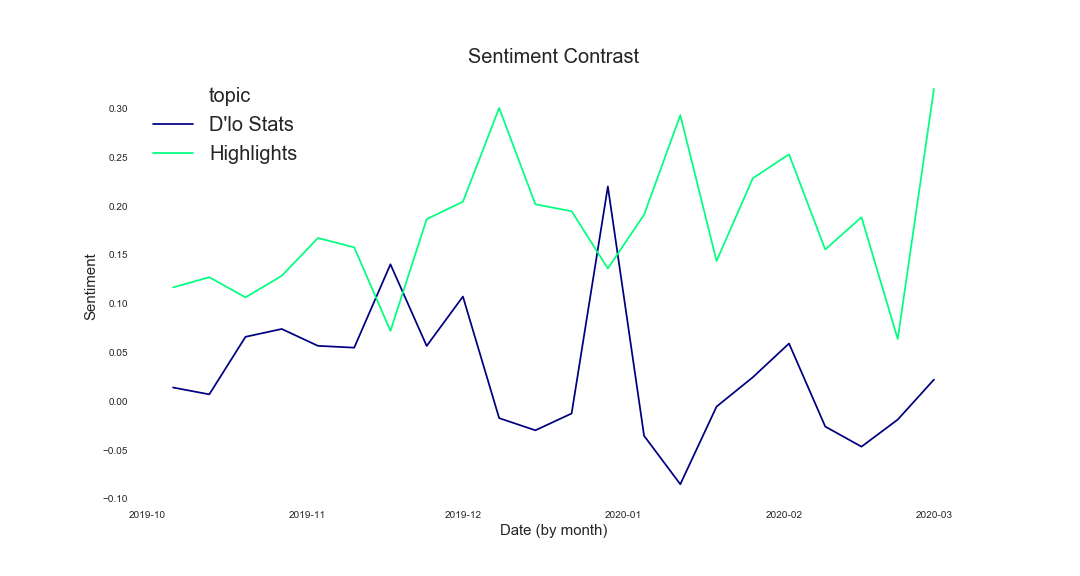 Sentiment Contrast
topic
D'lo Stats
Highlights
0.30
0.25
0.20
0.15
0.10
0.05
0.00
−0.05
−0.10
Sentiment
2019-10 2019-11 2019-12 2020-01 2020-02 2020-03
Date (by month)